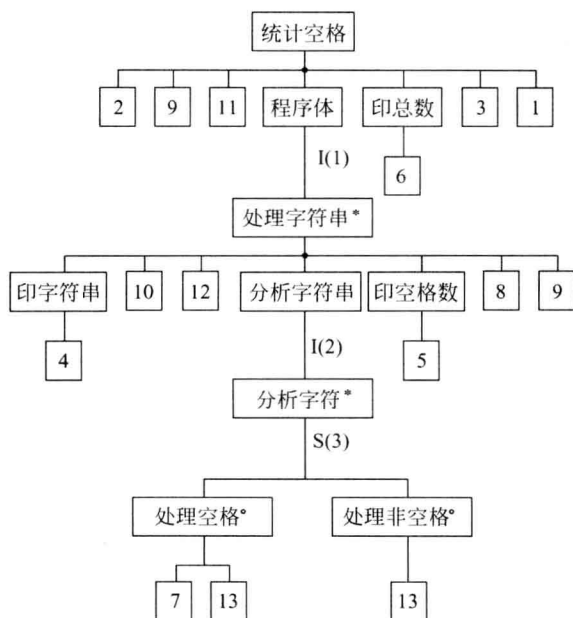 统计空格
2 9 11 程序体 印总数 3 1
I(1)
6
处理字符串*
印字符串 10 12 分析字符串 印空格数 8 9
4 I(2) 5
分析字符*
S(3)
处理空格° 处理非空格°
7 13 13